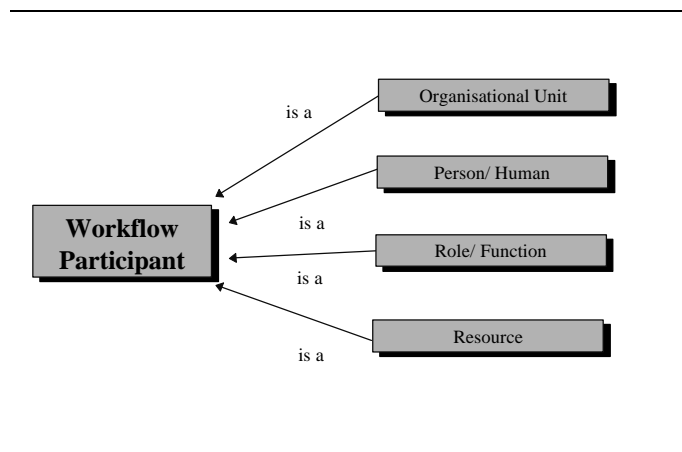 Organisational Unit
is a
Person/ Human
Workflow
Participant
is a
Role/ Function
is a
Resource
is a